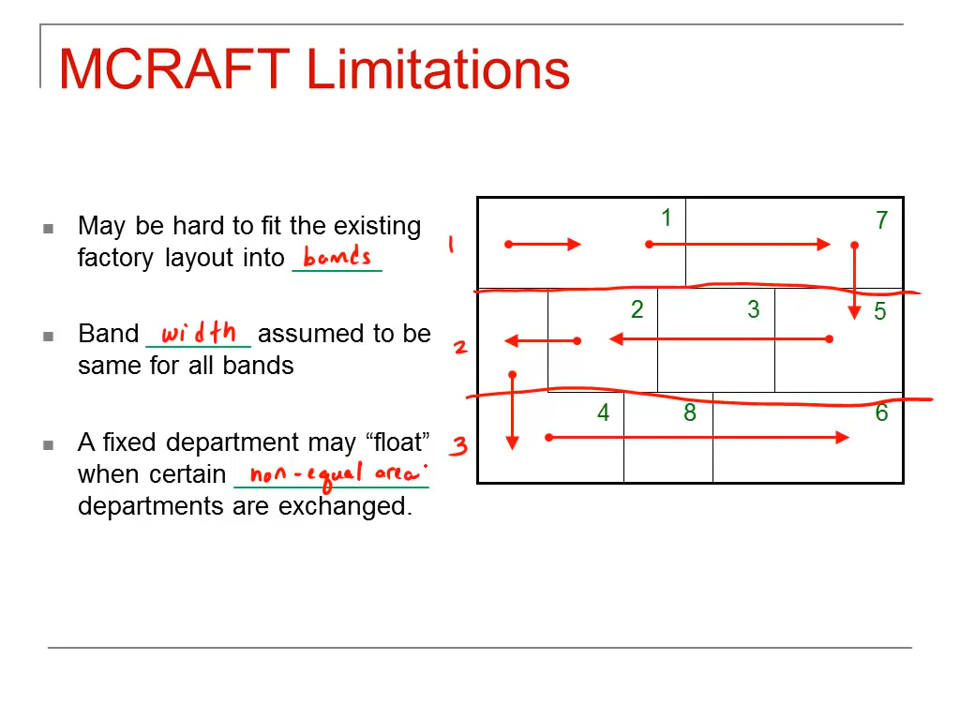 MCRAFT Limitations
May be hard to fit the existing
factory layout into bands
Band width assumed to be
same for all bands
A fixed department may “float”
when certain non-equal area
departments are exchanged.
1
1 7
2
2 3 5
3
4 8 6